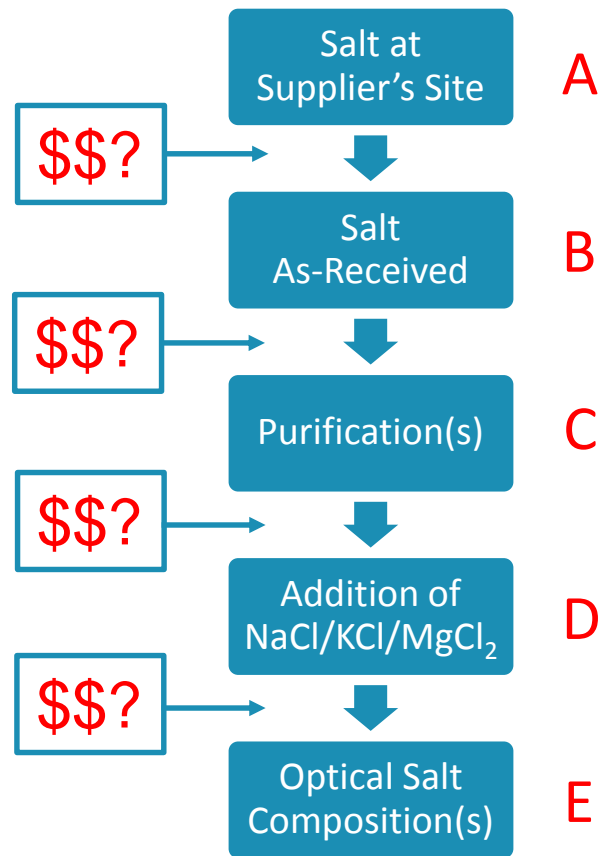 Salt at
Supplier’s Site
A
$$?
Salt
As-Received
B
$$?
Purification(s)
C
$$?
Addition of
NaCl/KCl/MgCl₂
D
$$?
Optical Salt
Composition(s)
E